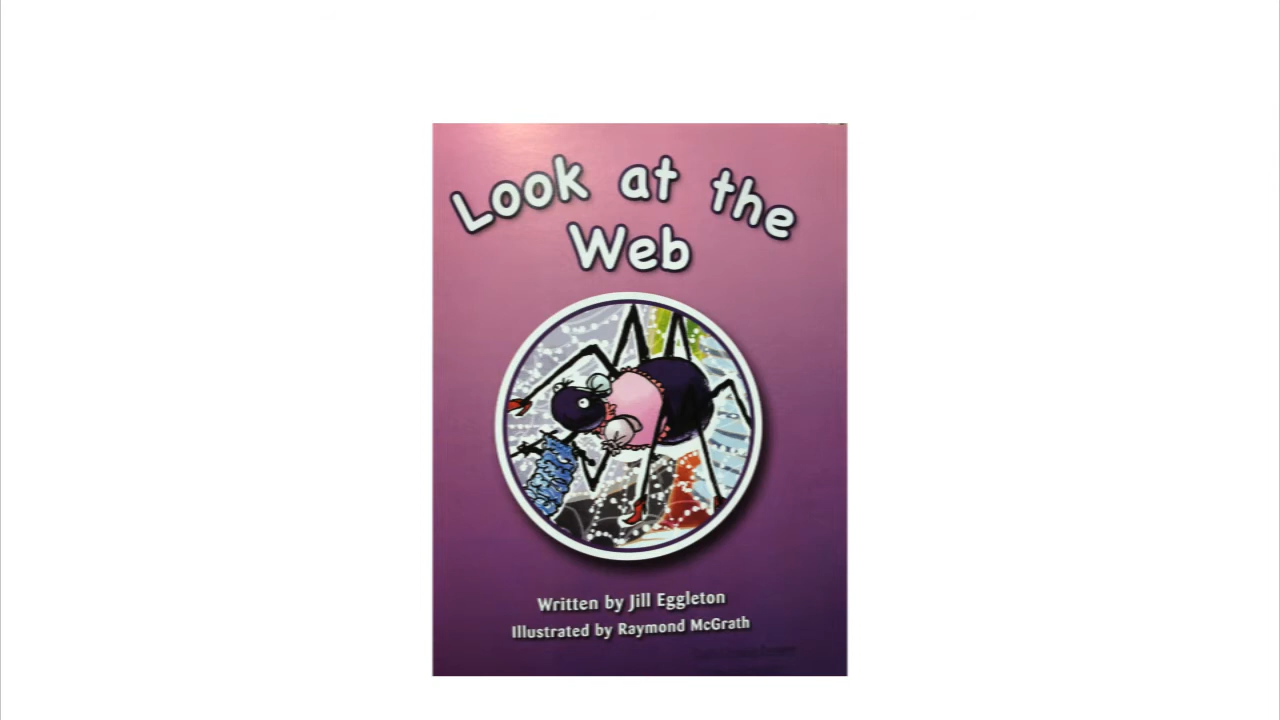 Look at the
Web
Written by Jill Eggleton
Illustrated by Raymond McGrath